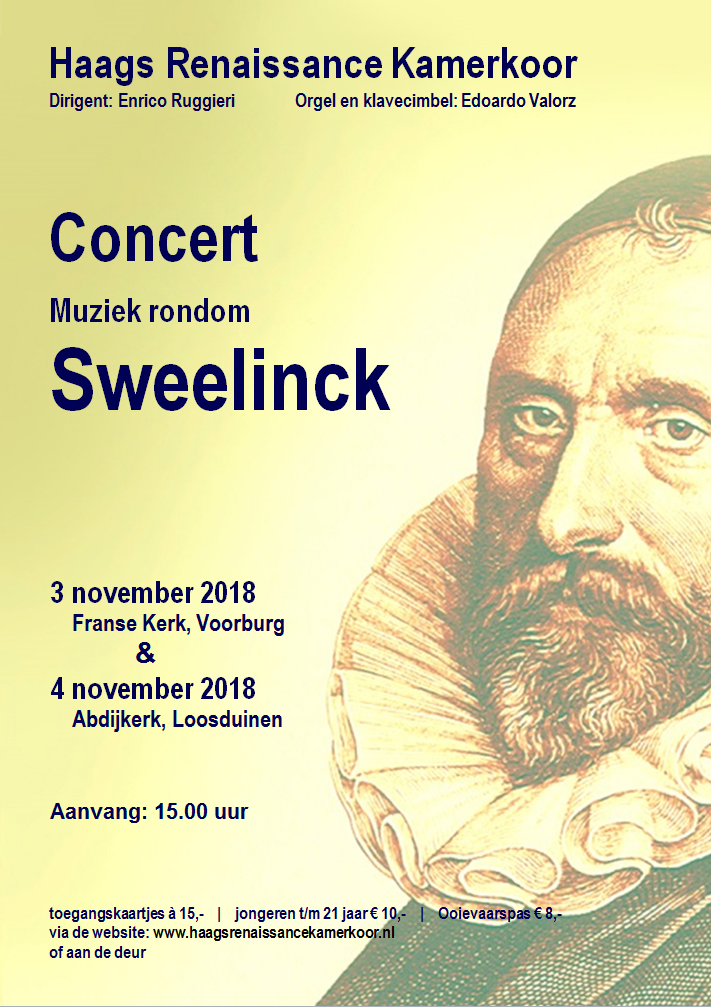 Haags Renaissance Kamerkoor
Dirigent: Enrico Ruggieri Orgel en klavecimbel: Edoardo Valorz
Concert
Muziek rondom
Sweelinck
3 november 2018
Franse Kerk, Voorburg
&
4 november 2018
Abdijkerk, Loosduinen
Aanvang: 15.00 uur
toegangskaartjes à 15,- | jongeren t/m 21 jaar € 10,- | Ooievaarspas € 8,-
via de website: www.haagsrenaissancekamerkoor.nl
of aan de deur